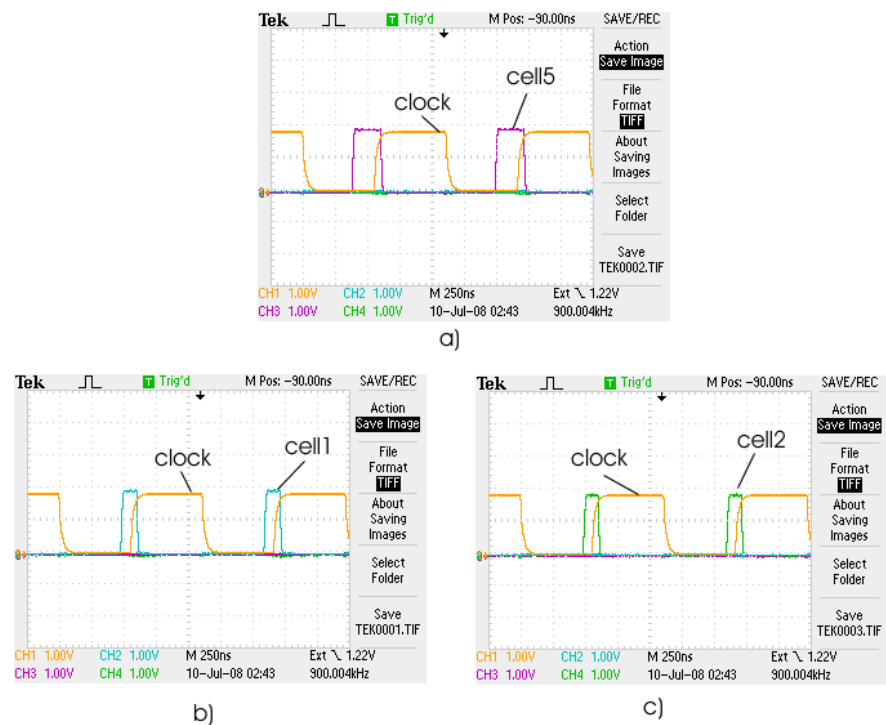 Tek Trig'd M Pos: -90.00ns SAVE/REC
Action
Save Image
File
Format
TIFF
About
Saving
Images
Select
Folder
Save
TEK0002.TIF
clock
cell5
CH1 1.00V CH2 1.00V M 250ns Ext 1.22V
CH3 1.00V CH4 1.00V 10-Jul-08 02:43 900.004kHz
a)
Tek Trig'd M Pos: -90.00ns SAVE/REC
Action
Save Image
File
Format
TIFF
About
Saving
Images
Select
Folder
Save
TEK0001.TIF
clock
cell1
CH1 1.00V CH2 1.00V M 250ns Ext 1.22V
CH3 1.00V CH4 1.00V 10-Jul-08 02:43 900.004kHz
b)
Tek Trig'd M Pos: -90.00ns SAVE/REC
Action
Save Image
File
Format
TIFF
About
Saving
Images
Select
Folder
Save
TEK0003.TIF
clock
cell2
CH1 1.00V CH2 1.00V M 250ns Ext 1.22V
CH3 1.00V CH4 1.00V 10-Jul-08 02:43 900.004kHz
c)